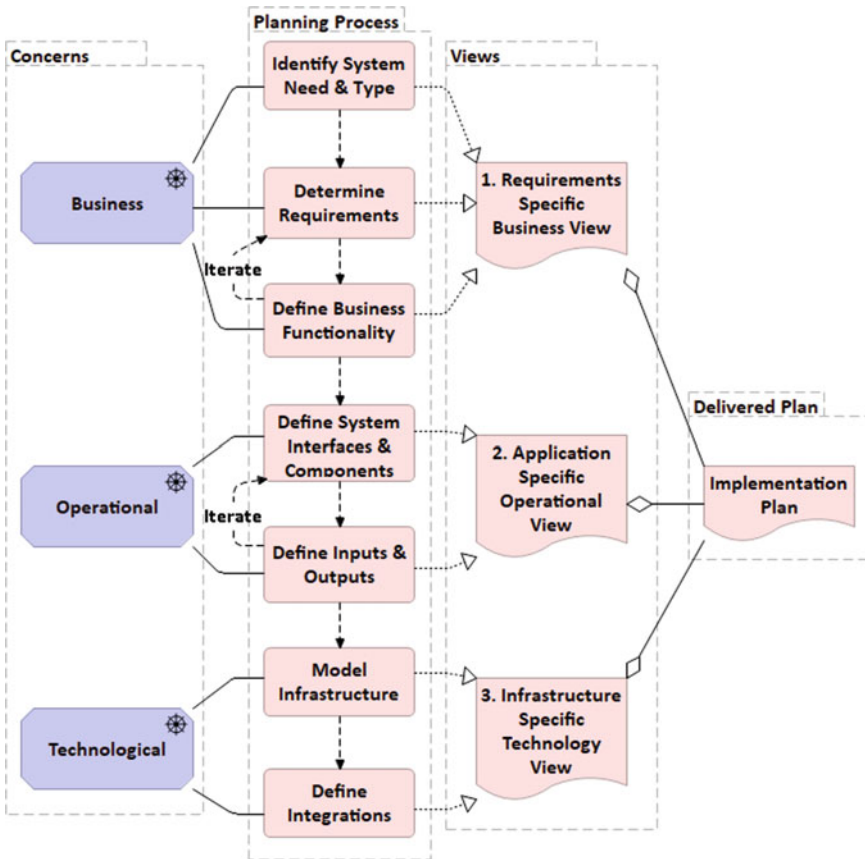 Planning Process
Concerns
Views
Identify System
Need & Type
Business
Determine
Requirements
1. Requirements
Specific
Business View
Iterate
Define Business
Functionality
Delivered Plan
Define System
Interfaces &
Components
2. Application
Specific
Operational
View
Implementation
Plan
Operational
Iterate
Define Inputs &
Outputs
Model
Infrastructure
3. Infrastructure
Specific
Technology
View
Technological
Define
Integrations